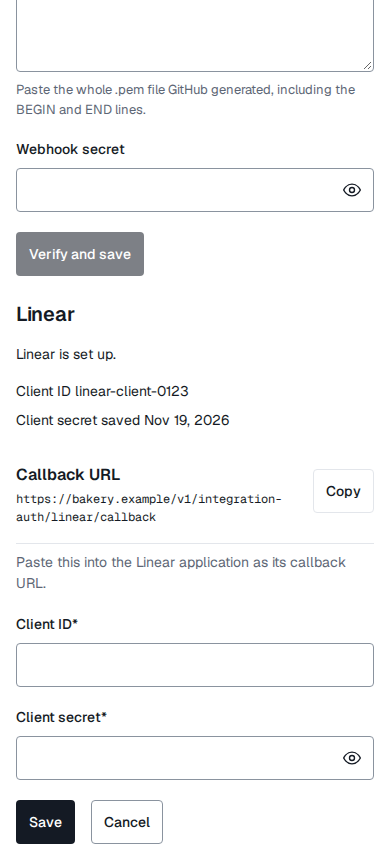 Paste the whole .pem file GitHub generated, including the
BEGIN and END lines.
Webhook secret
Verify and save
Linear
Linear is set up.
Client ID linear-client-0123
Client secret saved Nov 19, 2026
Callback URL
https://bakery.example/v1/integration-
auth/linear/callback
Copy
Paste this into the Linear application as its callback
URL.
Client ID*
Client secret*
Save
Cancel